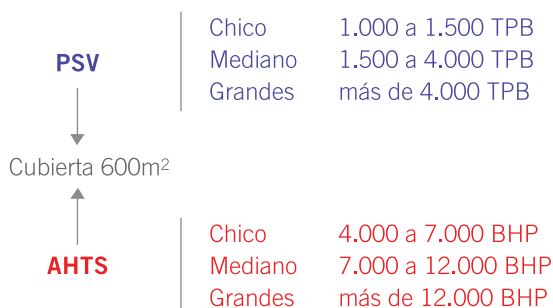 Chico 1.000 a 1.500 TPB
PSV Mediano 1.500 a 4.000 TPB
Grandes más de 4.000 TPB
Cubierta 600m²
Chico 4.000 a 7.000 BHP
AHTS Mediano 7.000 a 12.000 BHP
Grandes más de 12.000 BHP